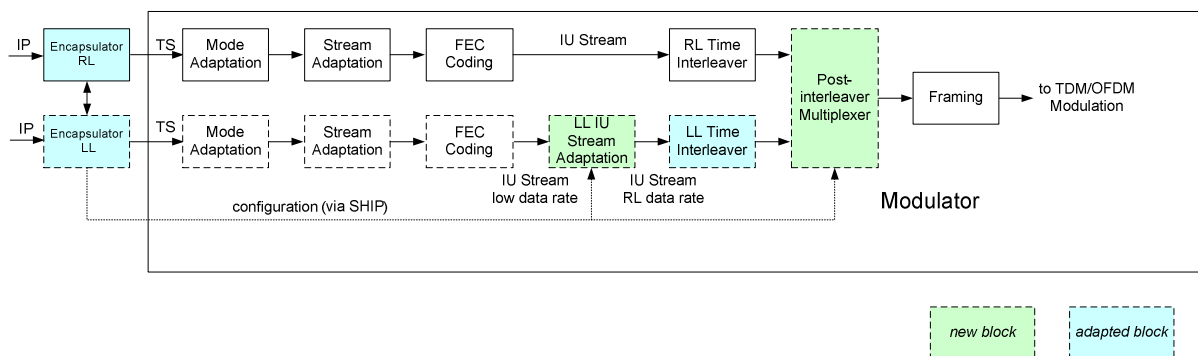 IP
Encapsulator
RL
TS
Mode
Adaptation
Stream
Adaptation
FEC
Coding
IU Stream
RL Time
Interleaver
Post-
interleaver
Multiplexer
Framing
to TDM/OFDM
Modulation
IP
Encapsulator
LL
TS
Mode
Adaptation
Stream
Adaptation
FEC
Coding
LL IU
Stream
Adaptation
LL Time
Interleaver
IU Stream
low data rate
IU Stream
RL data rate
configuration (via SHIP)
Modulator
new block
adapted block